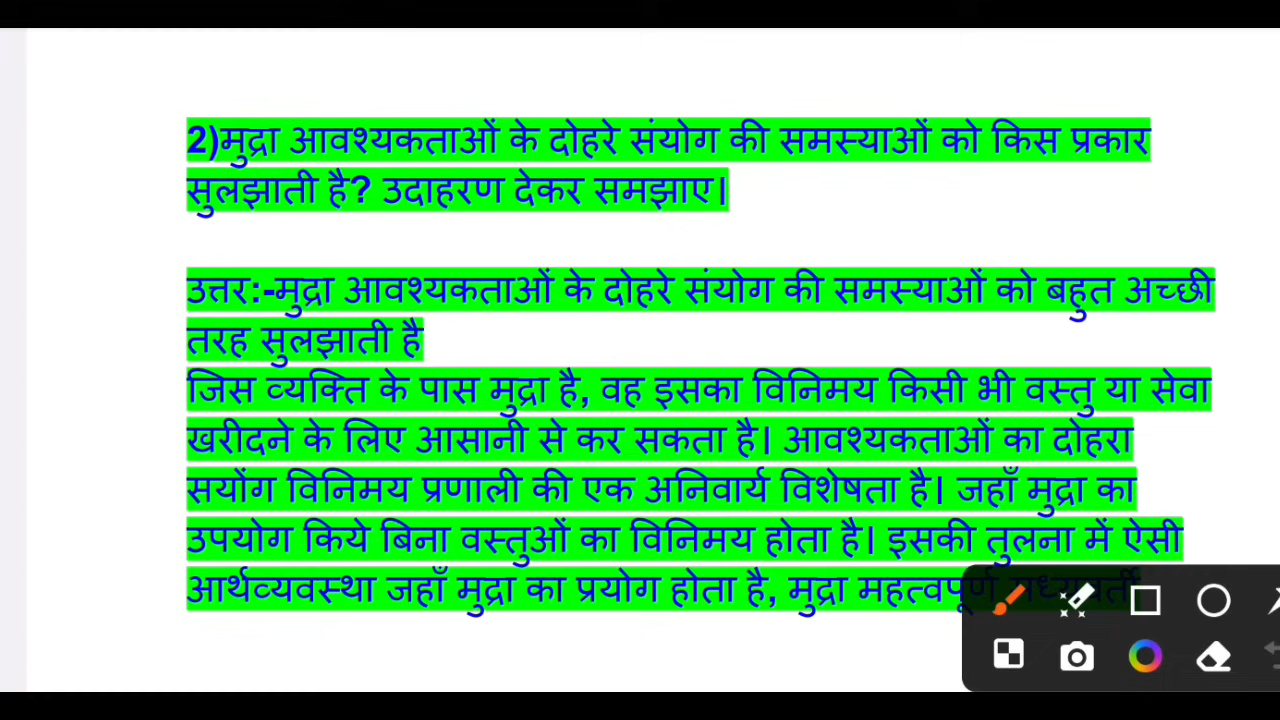 2)मुद्रा आवश्यकताओं के दोहरे संयोग की समस्याओं को किस प्रकार
सुलझाती है? उदाहरण देकर समझाए।
उत्तर:-मुद्रा आवश्यकताओं के दोहरे संयोग की समस्याओं को बहुत अच्छी
तरह सुलझाती है
जिस व्यक्ति के पास मुद्रा है, वह इसका विनिमय किसी भी वस्तु या सेवा
खरीदने के लिए आसानी से कर सकता है। आवश्यकताओं का दोहरा
सयोंग विनिमय प्रणाली की एक अनिवार्य विशेषता है। जहाँ मुद्रा का
उपयोग किये बिना वस्तुओं का विनिमय होता है। इसकी तुलना में ऐसी
आर्थव्यवस्था जहाँ मुद्रा का प्रयोग होता है, मुद्रा महत्वपूर्ण मध्यवर्ती